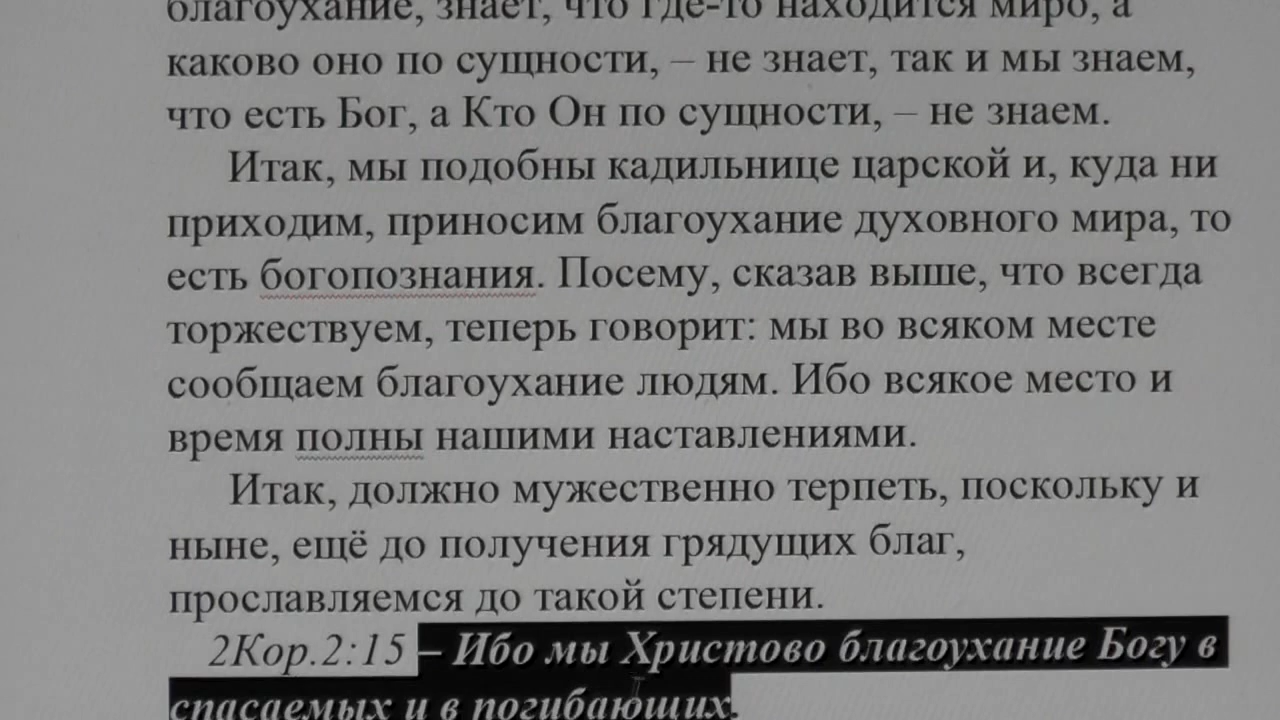 благоухание, знает, что где-то находится миро, а
каково оно по сущности, – не знает, так и мы знаем,
что есть Бог, а Кто Он по сущности, – не знаем.
Итак, мы подобны кадильнице царской и, куда ни
приходим, приносим благоухание духовного мира, то
есть богопознания. Посему, сказав выше, что всегда
торжествуем, теперь говорит: мы во всяком месте
сообщаем благоухание людям. Ибо всякое место и
время полны нашими наставлениями.
Итак, должно мужественно терпеть, поскольку и
ныне, ещё до получения грядущих благ,
прославляемся до такой степени.
2Кор.2:15 – Ибо мы Христово благоухание Богу в
спасаемых и в погибающих.